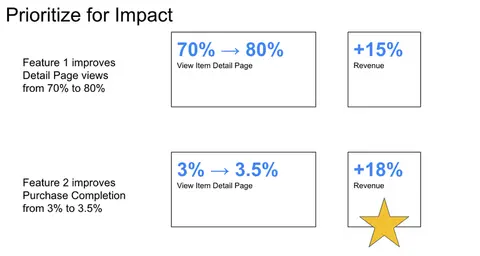 Prioritize for Impact
Feature 1 improves
Detail Page views
from 70% to 80%
70% → 80%
View Item Detail Page
+15%
Revenue
Feature 2 improves
Purchase Completion
from 3% to 3.5%
3% → 3.5%
View Item Detail Page
+18%
Revenue